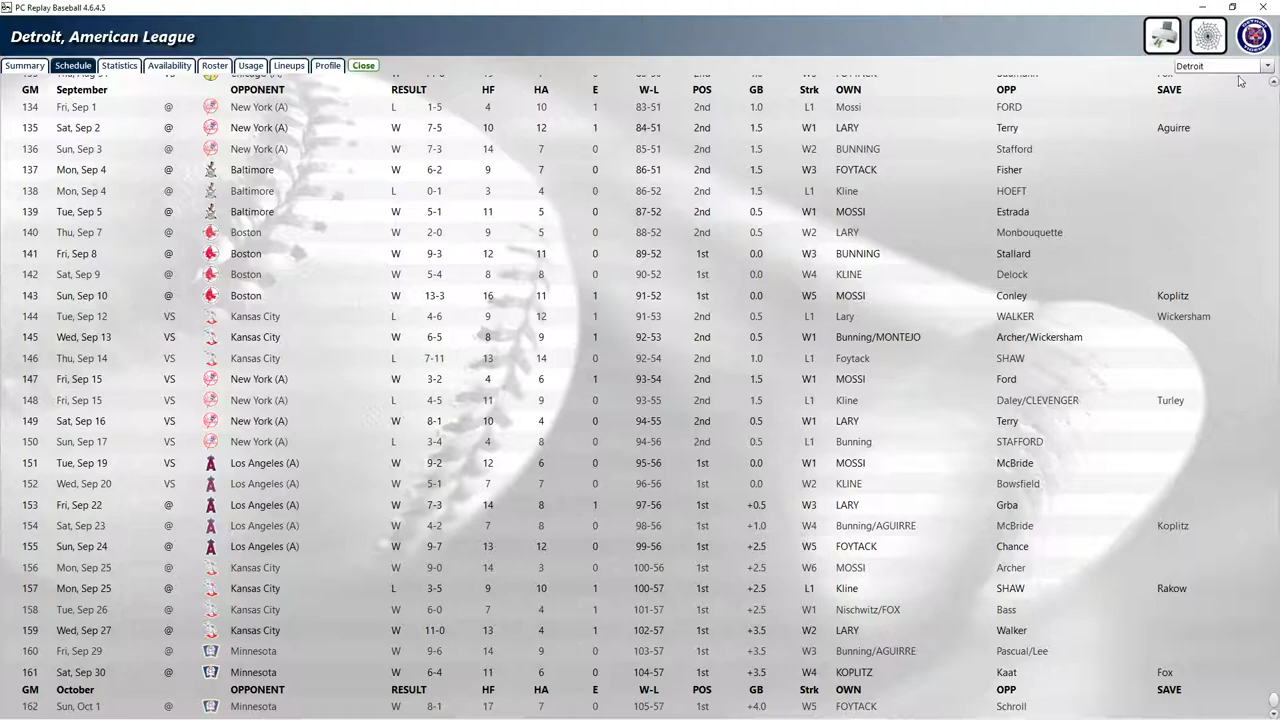 PC Replay Baseball 4.6.4.5
Detroit, American League
Summary Schedule Statistics Availability Roster Usage Lineups Profile Close Detroit
GM September OPPONENT RESULT HF HA E W-L POS GB Strk OWN OPP SAVE
134 Fri, Sep 1 @ New York (A) L 1-5 4 10 1 83-51 2nd 1.0 L1 Mossi FORD
135 Sat, Sep 2 @ New York (A) W 7-5 10 12 1 84-51 2nd 1.5 W1 LARY Terry Aguirre
136 Sun, Sep 3 @ New York (A) W 7-3 14 7 0 85-51 2nd 1.5 W2 BUNNING Stafford
137 Mon, Sep 4 @ Baltimore W 6-2 9 7 0 86-51 2nd 1.5 W3 FOYTACK Fisher
138 Mon, Sep 4 @ Baltimore L 0-1 3 4 0 86-52 2nd 1.5 L1 Kline HOEFT
139 Tue, Sep 5 @ Baltimore W 5-1 11 5 0 87-52 2nd 0.5 W1 MOSSI Estrada
140 Thu, Sep 7 @ Boston W 2-0 9 5 0 88-52 2nd 0.5 W2 LARY Monbouquette
141 Fri, Sep 8 @ Boston W 9-3 12 11 0 89-52 1st 0.0 W3 BUNNING Stallard
142 Sat, Sep 9 @ Boston W 5-4 8 8 0 90-52 1st 0.0 W4 KLINE Delock
143 Sun, Sep 10 @ Boston W 13-3 16 11 1 91-52 1st 0.0 W5 MOSSI Conley Koplitz
144 Tue, Sep 12 VS Kansas City L 4-6 9 12 1 91-53 2nd 0.5 L1 Lary WALKER Wickersham
145 Wed, Sep 13 VS Kansas City W 6-5 8 9 1 92-53 2nd 0.5 W1 Bunning/MONTEJO Archer/Wickersham
146 Thu, Sep 14 VS Kansas City L 7-11 13 14 0 92-54 2nd 1.0 L1 Foytack SHAW
147 Fri, Sep 15 VS New York (A) W 3-2 4 6 1 93-54 2nd 1.5 W1 MOSSI Ford
148 Fri, Sep 15 VS New York (A) L 4-5 11 9 0 93-55 2nd 1.5 L1 Kline Daley/CLEVENGER Turley
149 Sat, Sep 16 VS New York (A) W 8-1 10 4 0 94-55 2nd 0.5 W1 LARY Terry
150 Sun, Sep 17 VS New York (A) L 3-4 4 8 0 94-56 2nd 0.5 L1 Bunning STAFFORD
151 Tue, Sep 19 VS Los Angeles (A) W 9-2 12 6 0 95-56 1st 0.0 W1 MOSSI McBride
152 Wed, Sep 20 VS Los Angeles (A) W 5-1 7 7 0 96-56 1st 0.0 W2 KLINE Bowsfield
153 Fri, Sep 22 @ Los Angeles (A) W 7-3 14 8 1 97-56 1st +0.5 W3 LARY Grba
154 Sat, Sep 23 @ Los Angeles (A) W 4-2 7 8 0 98-56 1st +1.0 W4 Bunning/AGUIRRE McBride Koplitz
155 Sun, Sep 24 @ Los Angeles (A) W 9-7 13 12 0 99-56 1st +2.5 W5 FOYTACK Chance
156 Mon, Sep 25 @ Kansas City W 9-0 14 3 0 100-56 1st +2.5 W6 MOSSI Archer
157 Mon, Sep 25 @ Kansas City L 3-5 9 10 1 100-57 1st +2.5 L1 Kline SHAW Rakow
158 Tue, Sep 26 @ Kansas City W 6-0 7 4 1 101-57 1st +2.5 W1 Nischwitz/FOX Bass
159 Wed, Sep 27 @ Kansas City W 11-0 13 4 1 102-57 1st +3.5 W2 LARY Walker
160 Fri, Sep 29 @ Minnesota W 9-6 14 9 0 103-57 1st +3.5 W3 Bunning/AGUIRRE Pascual/Lee
161 Sat, Sep 30 @ Minnesota W 6-4 11 6 0 104-57 1st +3.5 W4 KOPLITZ Kaat Fox
GM October OPPONENT RESULT HF HA E W-L POS GB Strk OWN OPP SAVE
162 Sun, Oct 1 @ Minnesota W 8-1 17 7 0 105-57 1st +4.0 W5 FOYTACK Schroll